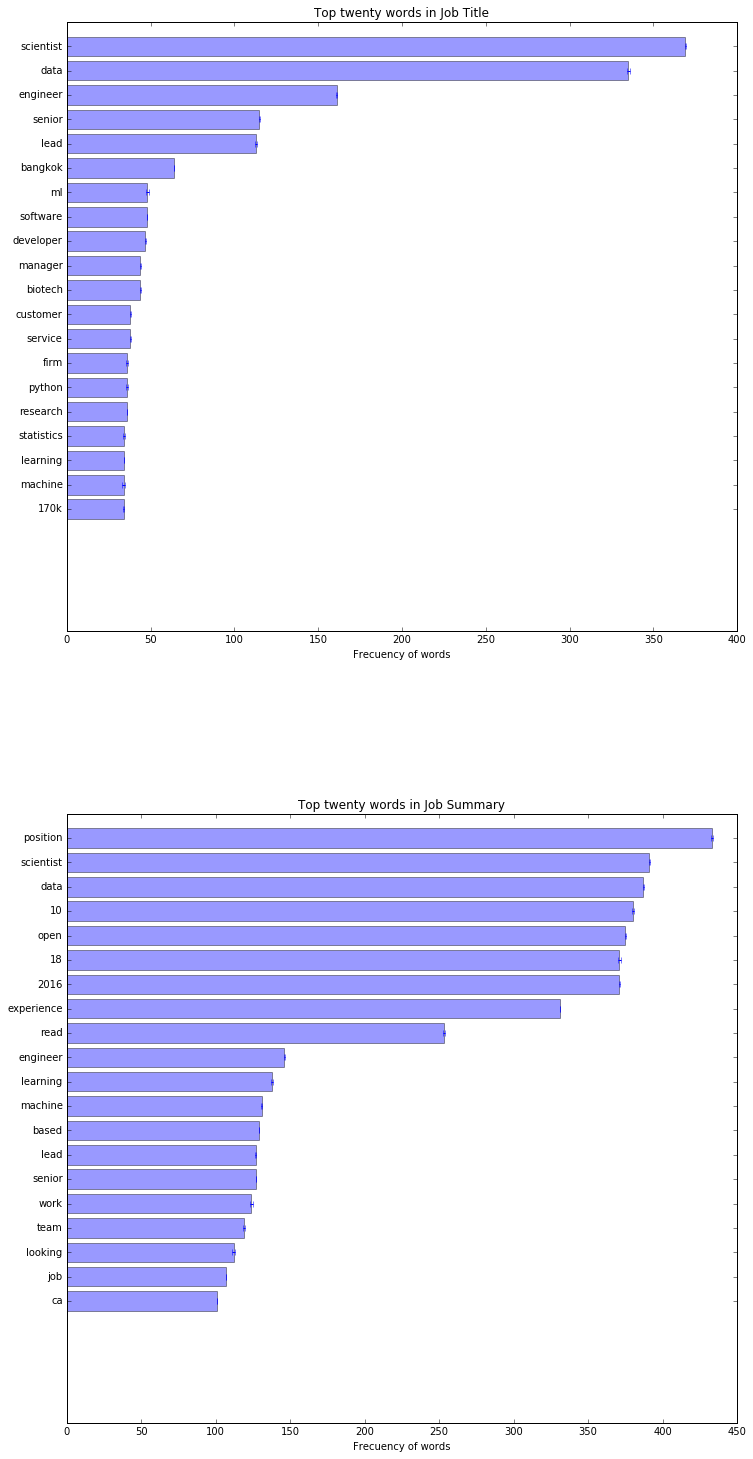 Top twenty words in Job Title
scientist
data
engineer
senior
lead
bangkok
ml
software
developer
manager
biotech
customer
service
firm
python
research
statistics
learning
machine
170k
0 50 100 150 200 250 300 350 400
Frecuency of words
Top twenty words in Job Summary
position
scientist
data
10
open
18
2016
experience
read
engineer
learning
machine
based
lead
senior
work
team
looking
job
ca
0 50 100 150 200 250 300 350 400 450
Frecuency of words